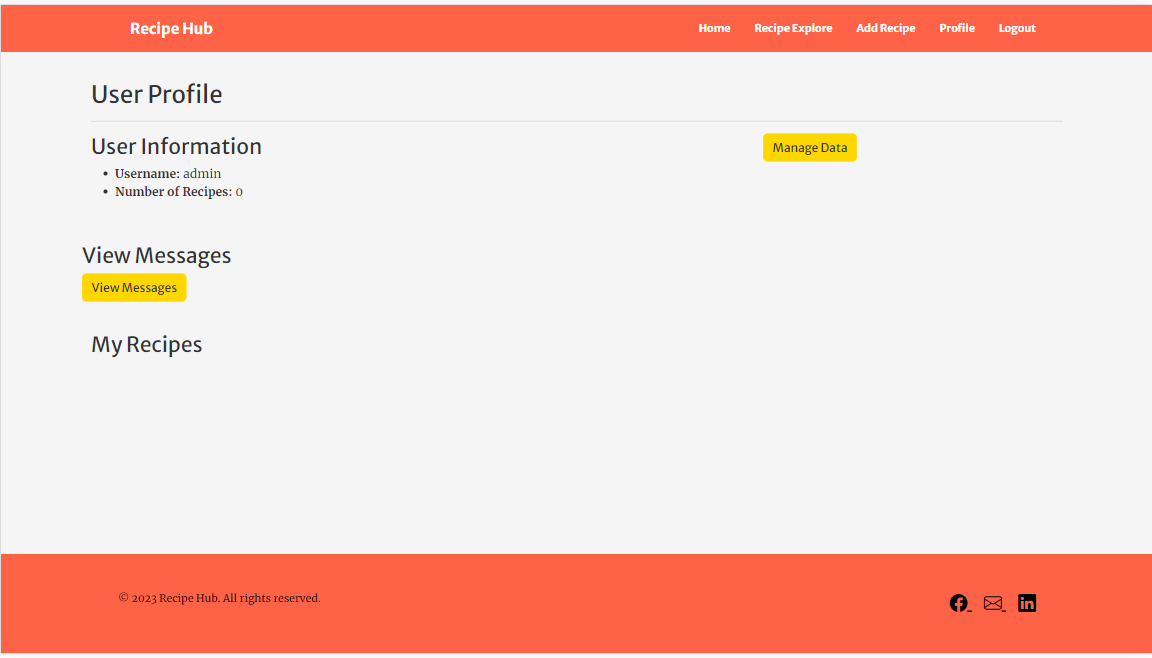 Recipe Hub
Home Recipe Explore Add Recipe Profile Logout
User Profile
User Information
Manage Data
• Username: admin
• Number of Recipes: 0
View Messages
View Messages
My Recipes
© 2023 Recipe Hub. All rights reserved.
in